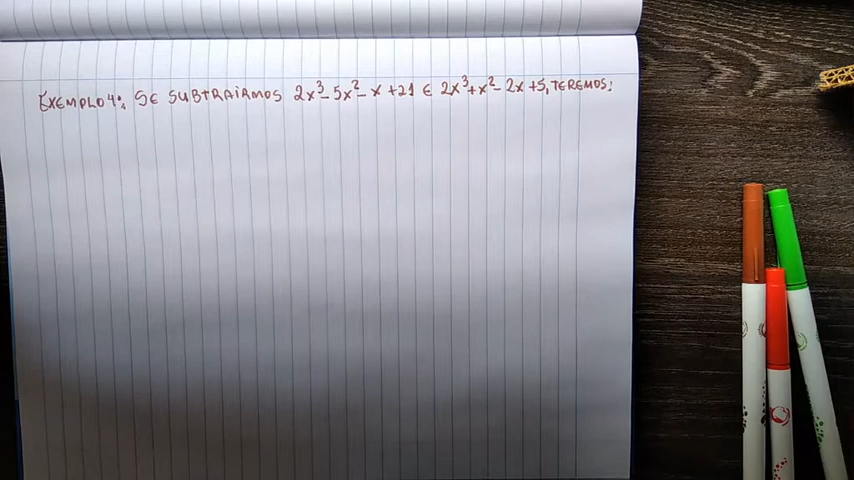 EXEMPLO 4: SE SUBTRAIRMOS 2x³-5x²-x+21 E 2x³+x²-2x+5, TEREMOS: